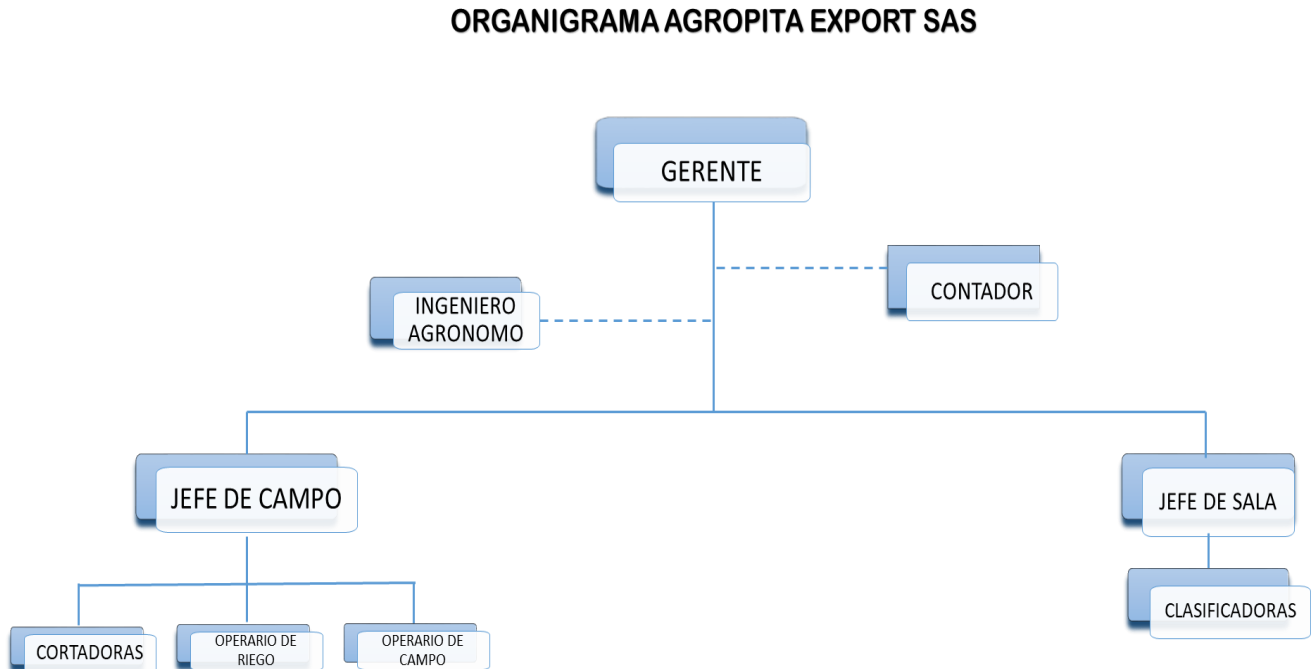 ORGANIGRAMA AGROPITA EXPORT SAS
GERENTE
CONTADOR
INGENIERO
AGRONOMO
JEFE DE CAMPO
JEFE DE SALA
CORTADORAS
OPERARIO DE
RIEGO
OPERARIO DE
CAMPO
CLASIFICADORAS